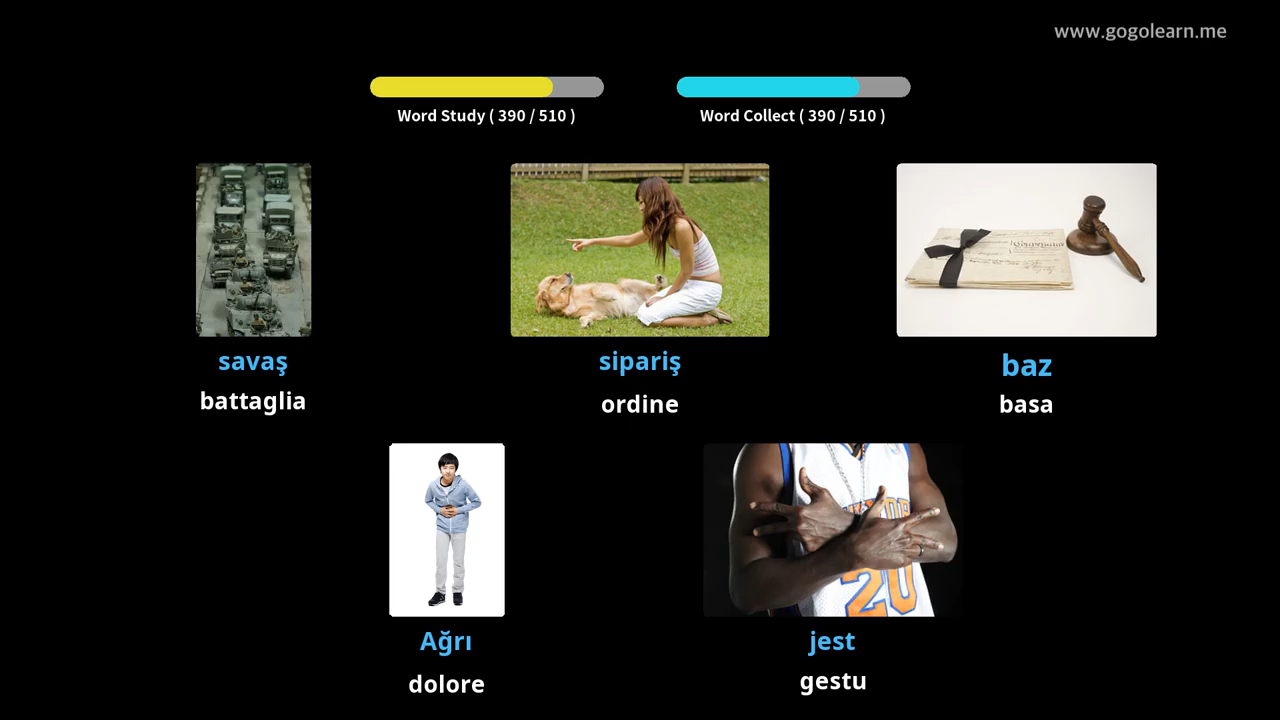 www.gogolearn.me
Word Study ( 390 / 510 )
Word Collect ( 390 / 510 )
savaş
battaglia
sipariş
ordine
baz
basa
Ağrı
dolore
jest
gestu
20